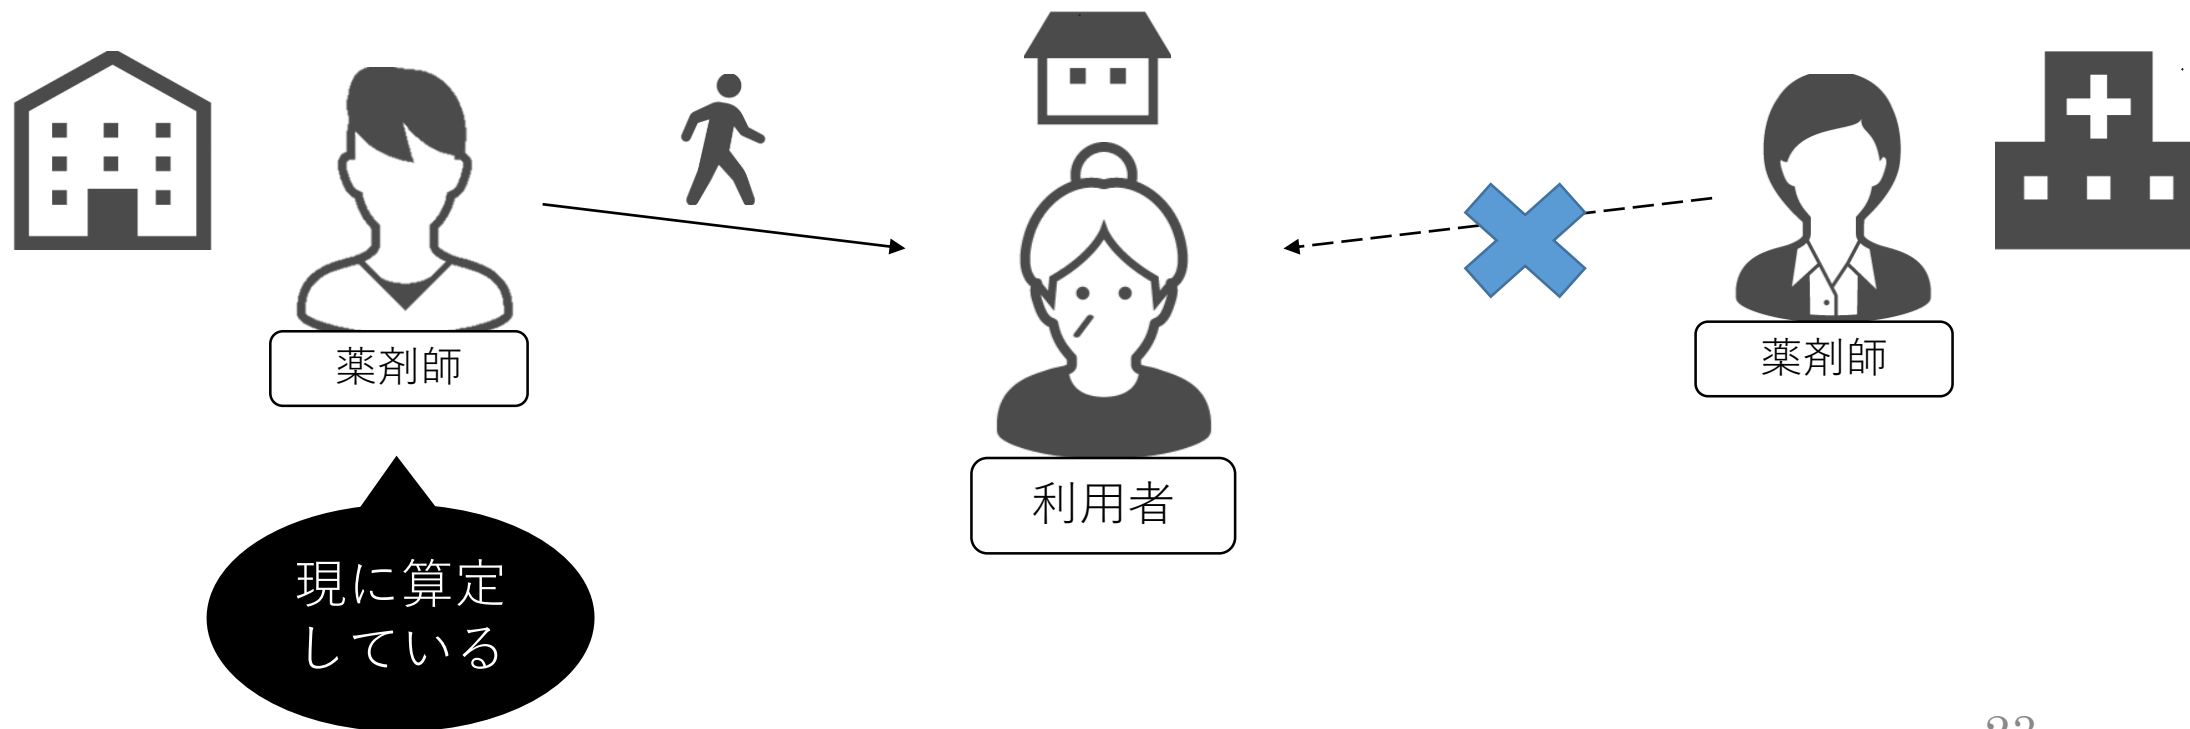 薬剤師
薬剤師
利用者
現に算定
している